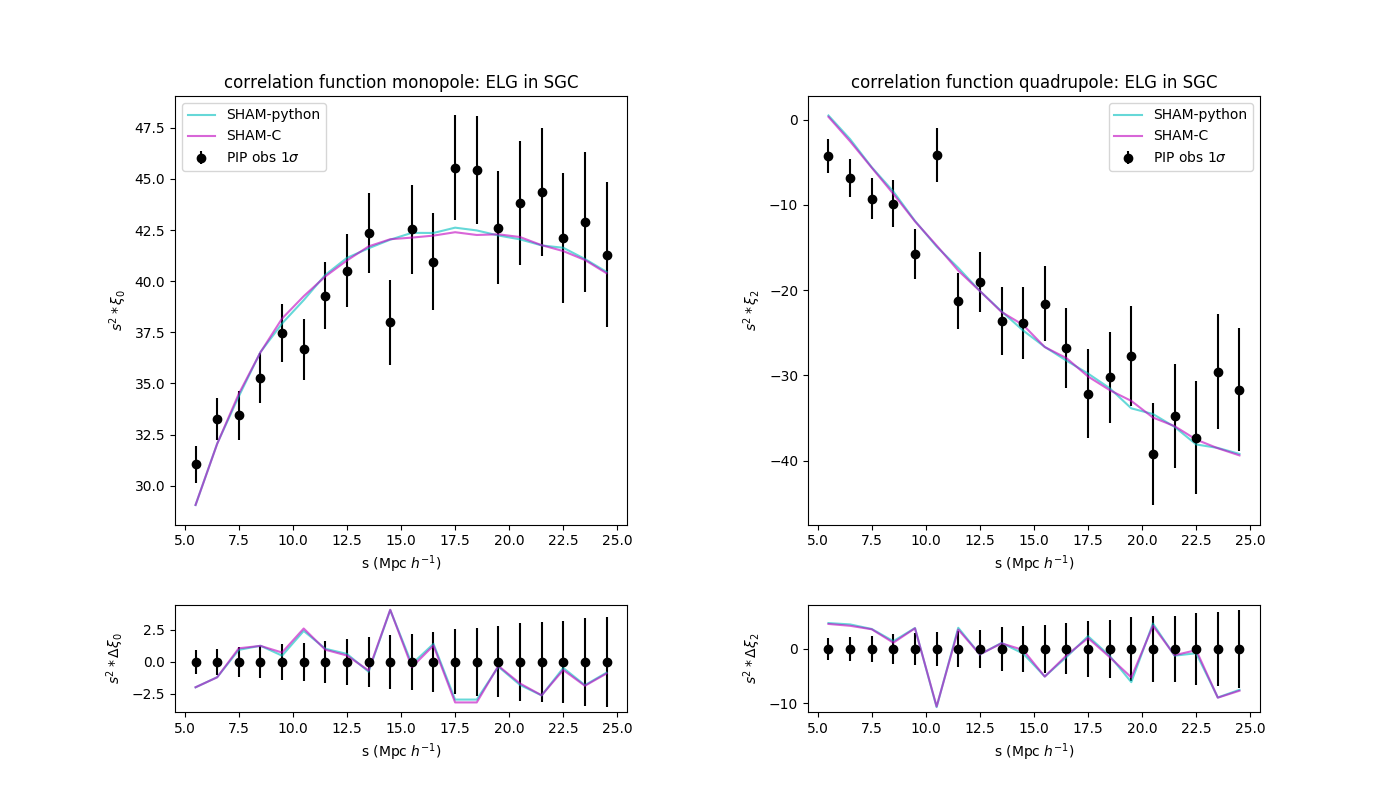 correlation function monopole: ELG in SGC
SHAM-python
SHAM-C
PIP obs 1σ
47.5
45.0
42.5
40.0
37.5
35.0
32.5
30.0
s² * ξ₀
5.0 7.5 10.0 12.5 15.0 17.5 20.0 22.5 25.0
s (Mpc h⁻¹)
correlation function quadrupole: ELG in SGC
SHAM-python
SHAM-C
PIP obs 1σ
0
−10
−20
−30
−40
s² * ξ₂
5.0 7.5 10.0 12.5 15.0 17.5 20.0 22.5 25.0
s (Mpc h⁻¹)
2.5
0.0
−2.5
s² * Δξ₀
5.0 7.5 10.0 12.5 15.0 17.5 20.0 22.5 25.0
s (Mpc h⁻¹)
0
−10
s² * Δξ₂
5.0 7.5 10.0 12.5 15.0 17.5 20.0 22.5 25.0
s (Mpc h⁻¹)